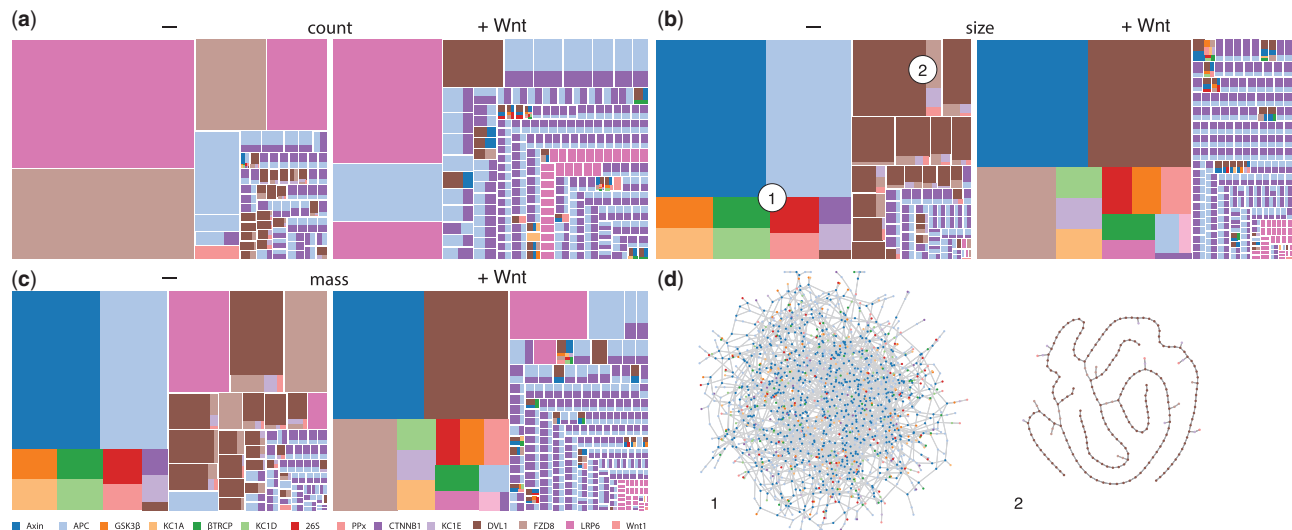 (a) − count + Wnt
(b) − size + Wnt
2
1
(c) − mass + Wnt
(d)
1
2
Axin APC GSK3β KC1A βTRCP KC1D 26S PPx CTNNB1 KC1E DVL1 FZD8 LRP6 Wnt1